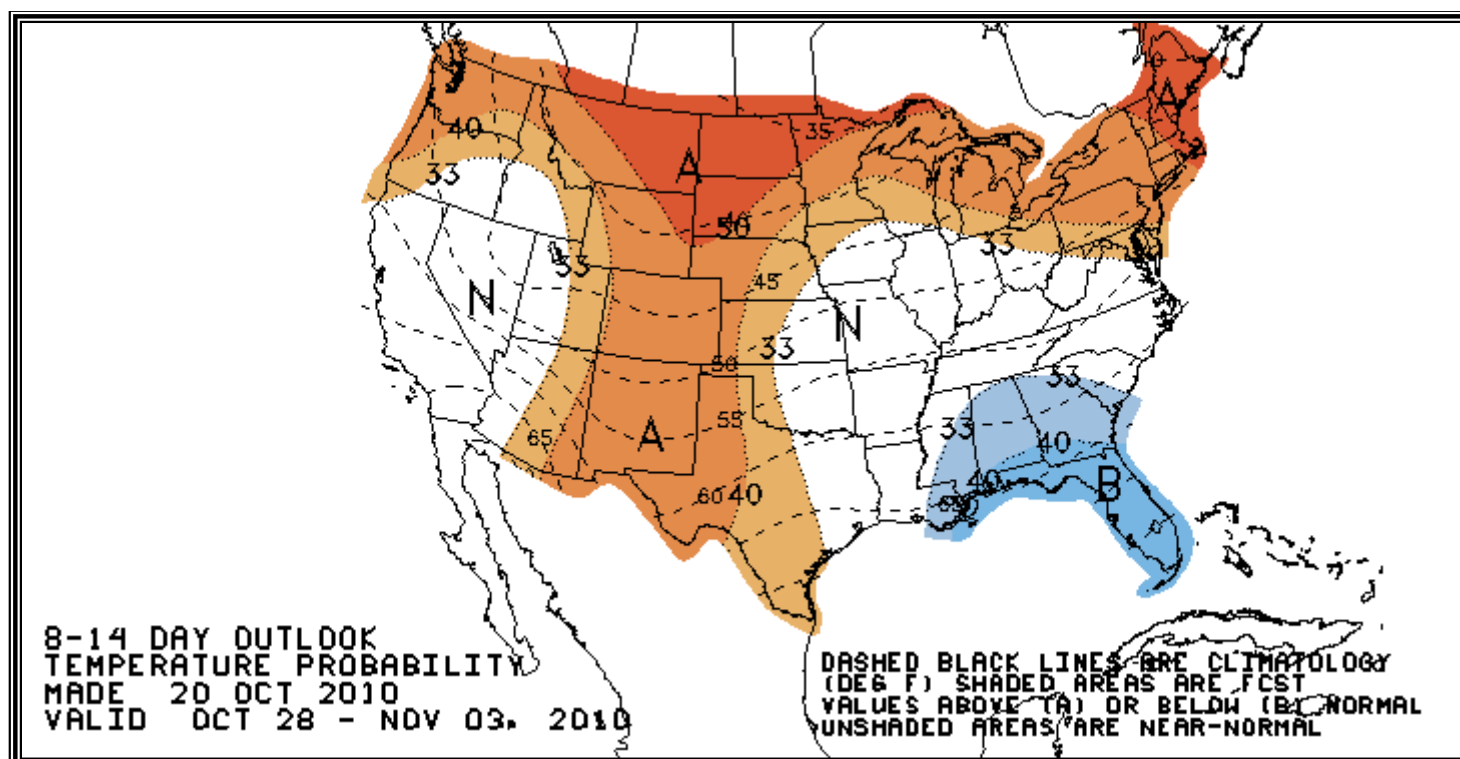 40
35
A
40
33
A
40
50
33
33
45
N
N
33
50
33
65
A
55
33
40
60
40
40
B
8-14 DAY OUTLOOK
TEMPERATURE PROBABILITY
MADE 20 OCT 2010
VALID OCT 28 - NOV 03, 2010
DASHED BLACK LINES ARE CLIMATOLOGY
(DEG F) SHADED AREAS ARE FCST
VALUES ABOVE (A) OR BELOW (B) NORMAL
UNSHADED AREAS ARE NEAR-NORMAL